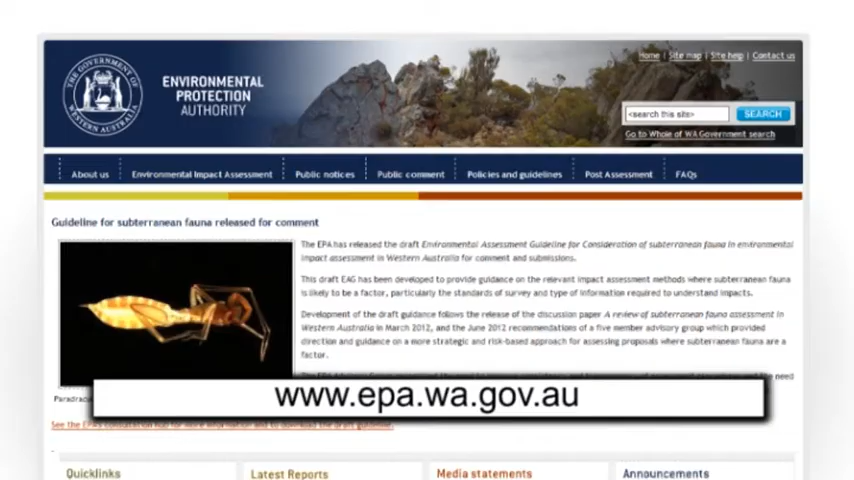 THE GOVERNMENT OF
WESTERN AUSTRALIA
ENVIRONMENTAL
PROTECTION
AUTHORITY
Home | Site map | Site help | Contact us
<search this site> SEARCH
Go to Whole of WA Government search
About us Environmental Impact Assessment Public notices Public comment Policies and guidelines Post Assessment FAQs
Guideline for subterranean fauna released for comment
The EPA has released the draft Environmental Assessment Guideline for Consideration of subterranean fauna in environmental
impact assessment in Western Australia for comment and submissions.
This draft EAG has been developed to provide guidance on the relevant impact assessment methods where subterranean fauna
is likely to be a factor, particularly the standards of survey and type of information required to understand impacts.
Development of the draft guidance follows the release of the discussion paper A review of subterranean fauna assessment in
Western Australia in March 2012, and the June 2012 recommendations of a five member advisory group which provided
direction and guidance on a more strategic and risk-based approach for assessing proposals where subterranean fauna are a
factor.
need
www.epa.wa.gov.au
See the EPA's consultation hub for more information and to download the draft guideline.
Quicklinks Latest Reports Media statements Announcements